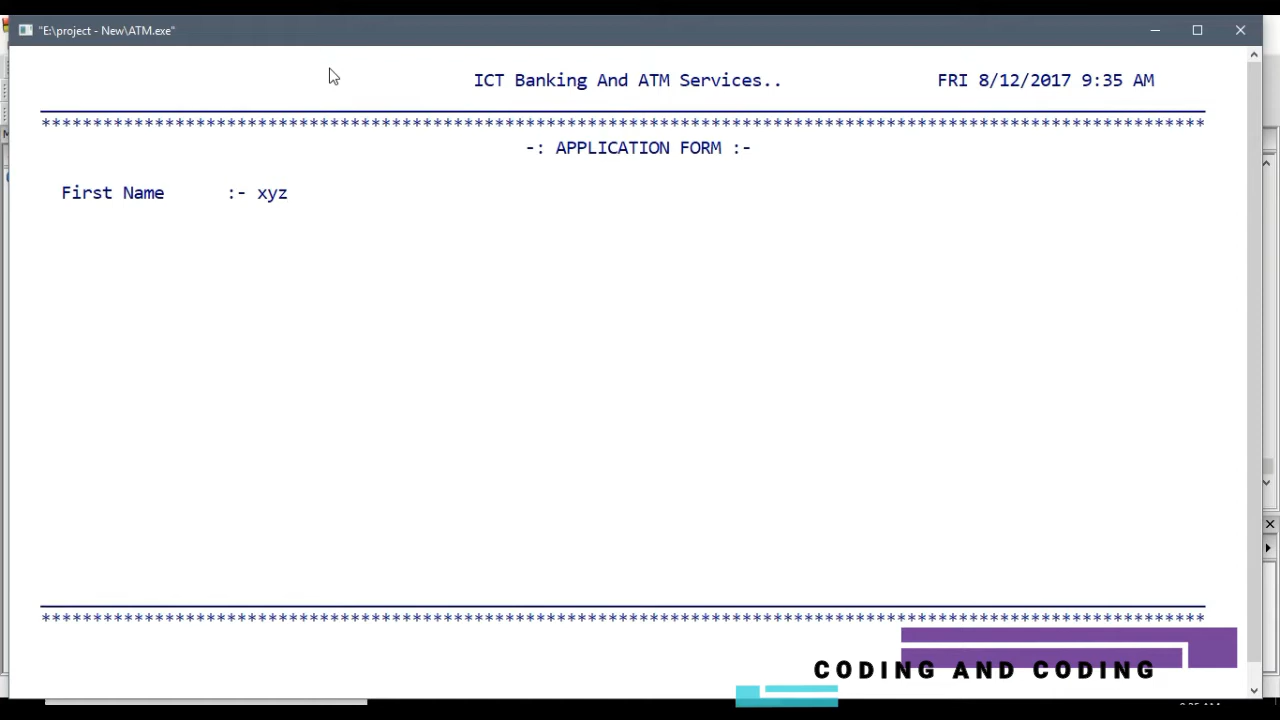 "E:\project - New\ATM.exe"
ICT Banking And ATM Services.. FRI 8/12/2017 9:35 AM
*****************************************************************************************************************
-: APPLICATION FORM :-
First Name :- xyz
*****************************************************************************************************************
CODING AND CODING